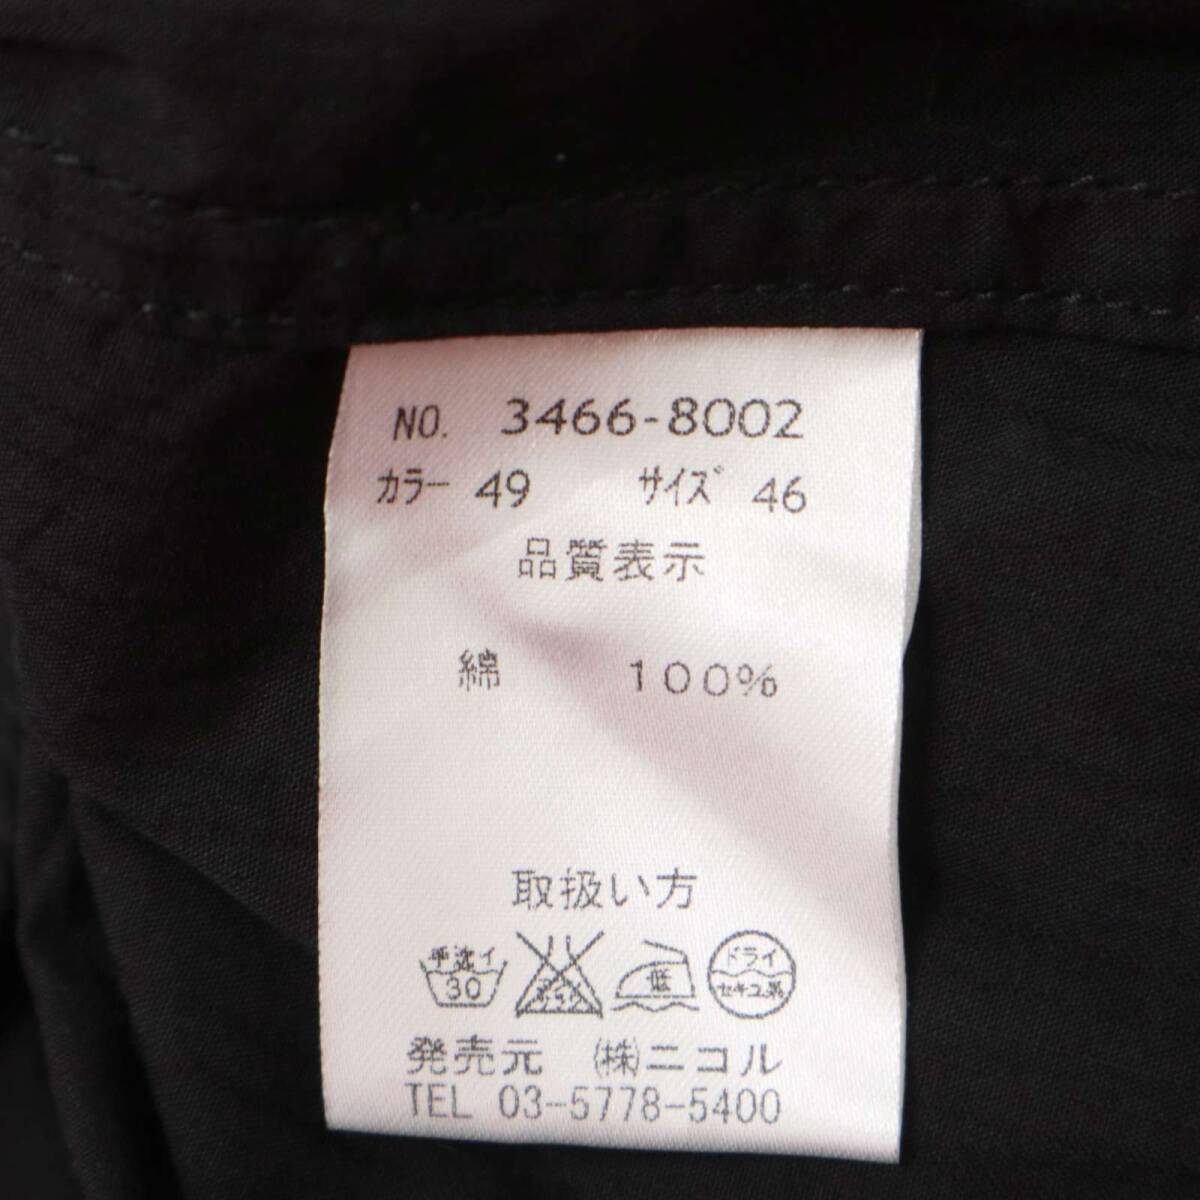 NO. 3466-8002
カラー 49 サイズ 46
品質表示
綿 100%
取扱い方
手洗イ 30 低 ドライ セキユ系
発売元 ㈱ニコル
TEL 03-5778-5400